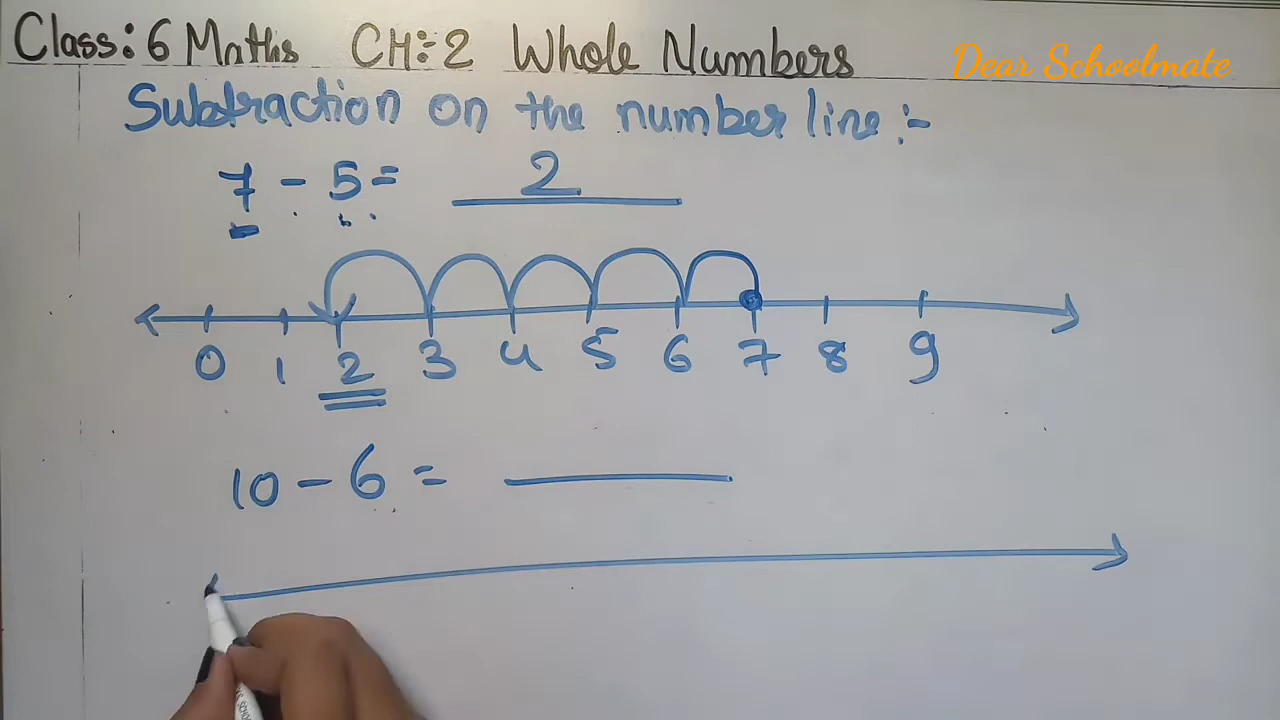 Class: 6 Maths CH:- 2 Whole Numbers
Dear Schoolmate
Subtraction on the number line :-
7 - 5 = 2
0 1 2 3 4 5 6 7 8 9
10 - 6 =